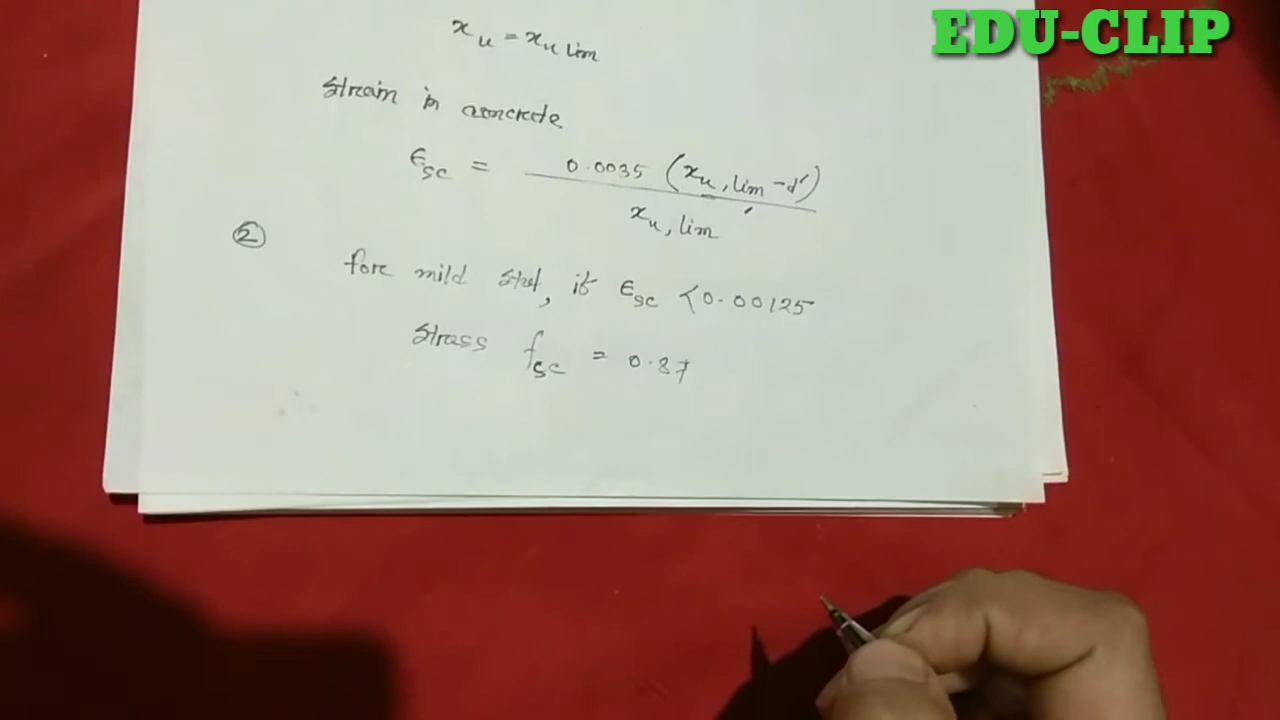 EDU-CLIP
x_u = x_u lim
Strain in concrete
ϵ_sc = 0.0035 (x_u, lim - d')
x_u, lim
② fore mild steel, if ϵ_sc < 0.00125
Stress f_sc = 0.87